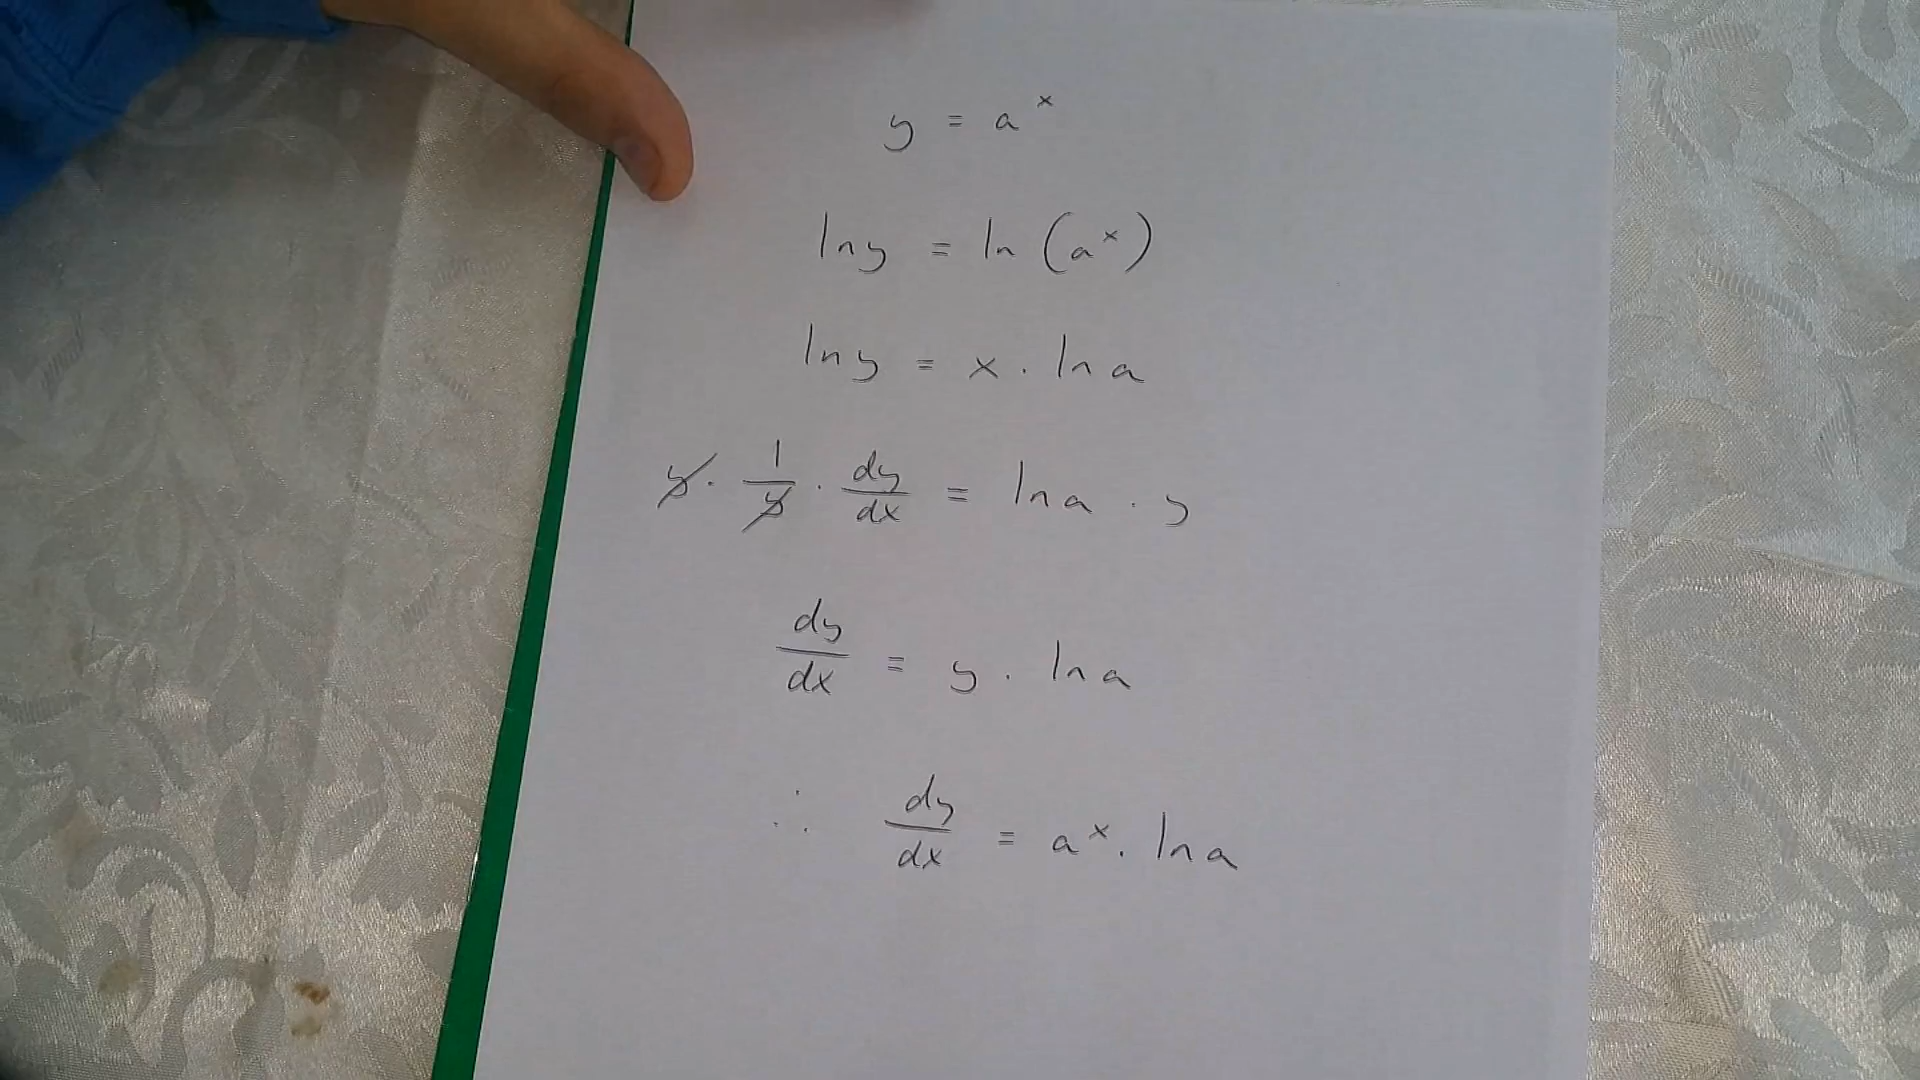 y = a^x
ln y = ln (a^x)
ln y = x . ln a
y . 1/y . dy/dx = ln a . y
dy/dx = y . ln a
∴ dy/dx = a^x . ln a